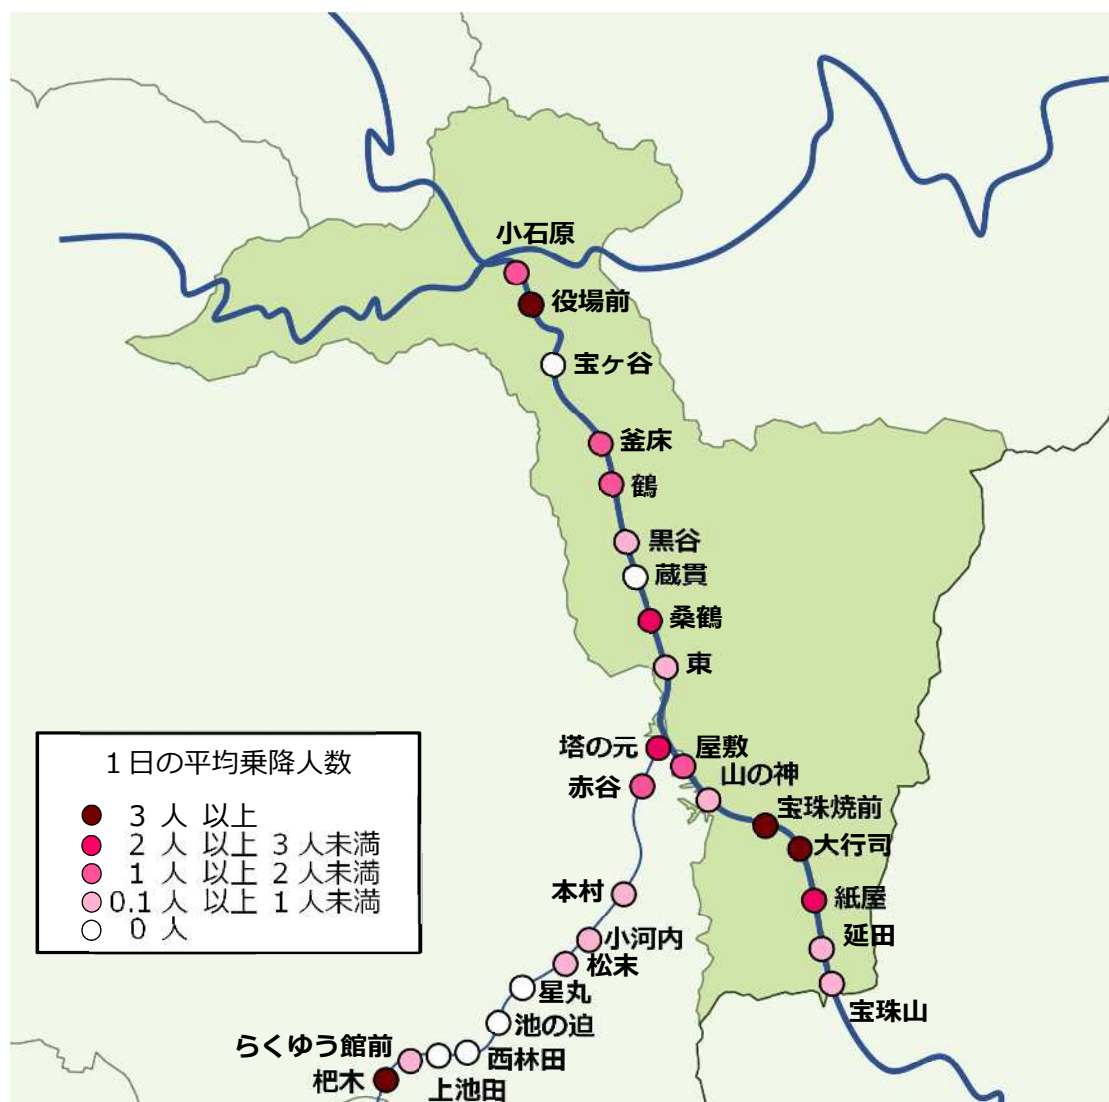 小石原
役場前
宝ヶ谷
釜床
鶴
黒谷
蔵貫
桑鶴
東
塔の元
屋敷
赤谷
山の神
宝珠焼前
大行司
本村
紙屋
小河内
延田
松末
星丸
宝珠山
池の迫
らくゆう館前
西林田
杷木
上池田
1日の平均乗降人数
3 人 以上
2 人 以上 3 人未満
1 人 以上 2 人未満
0.1 人 以上 1 人未満
0 人